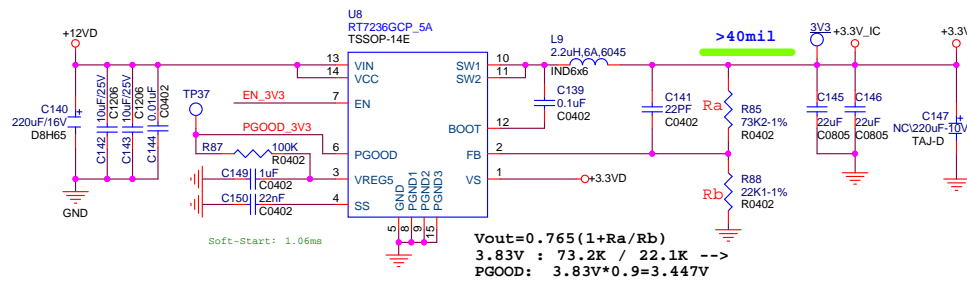 U8
RT7236GCP_5A
TSSOP-14E
+12VD
C140
220uF/16V
D8H65
C142
10uF/25V
C1206
C143
10uF/25V
C1206
C144
0.01uF
C0402
GND
TP37
EN_3V3
PGOOD_3V3
R87
100K
R0402
C149
1uF
C0402
C150
22nF
C0402
Soft-Start: 1.06ms
13
VIN
14
VCC
7
EN
6
PGOOD
3
VREG5
4
SS
SW1
10
SW2
11
BOOT
12
FB
2
VS
1
GND
PGND1
PGND2
PGND3
5
8
9
15
L9
2.2uH,6A,6045
IND6x6
C139
0.1uF
C0402
+3.3VD
C141
22PF
C0402
>40mil
Ra
R85
73K2-1%
R0402
Rb
R88
22K1-1%
R0402
3V3
+3.3V_IC
+3.3V
C145
22uF
C0805
C146
22uF
C0805
C147
NC\220uF-10V
TAJ-D
Vout=0.765(1+Ra/Rb)
3.83V : 73.2K / 22.1K -->
PGOOD: 3.83V*0.9=3.447V